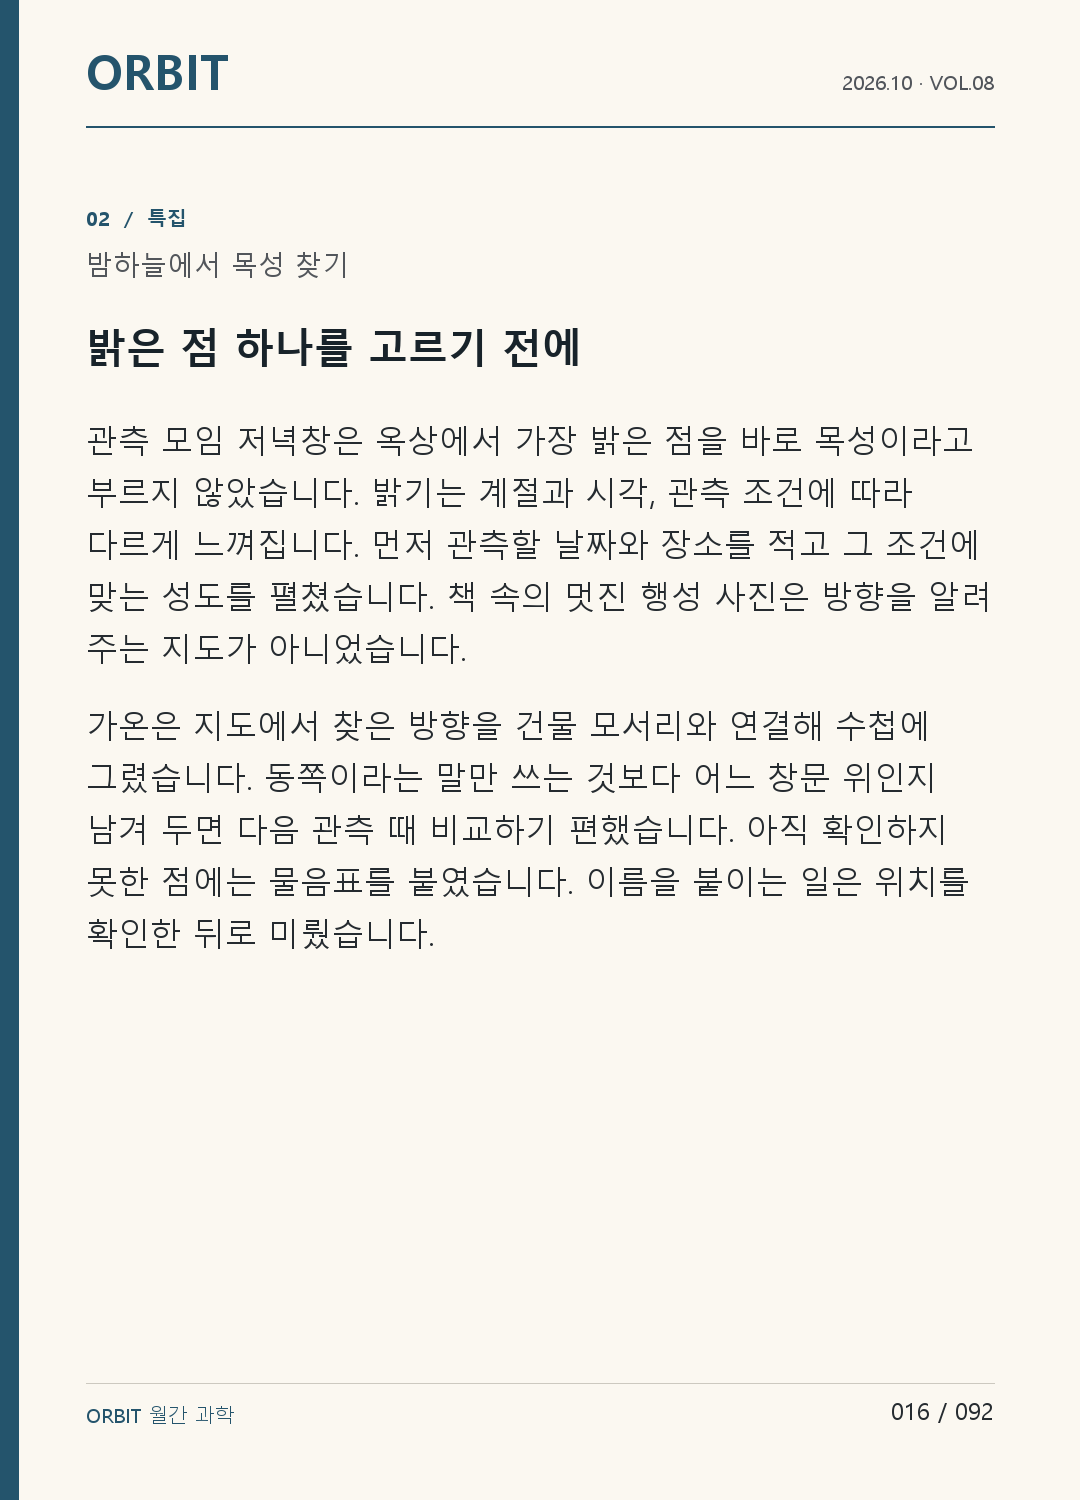 ORBIT
2026.10 · VOL.08
02 / 특집
밤하늘에서 목성 찾기
밝은 점 하나를 고르기 전에
관측 모임 저녁창은 옥상에서 가장 밝은 점을 바로 목성이라고
부르지 않았습니다. 밝기는 계절과 시각, 관측 조건에 따라
다르게 느껴집니다. 먼저 관측할 날짜와 장소를 적고 그 조건에
맞는 성도를 펼쳤습니다. 책 속의 멋진 행성 사진은 방향을 알려
주는 지도가 아니었습니다.
가온은 지도에서 찾은 방향을 건물 모서리와 연결해 수첩에
그렸습니다. 동쪽이라는 말만 쓰는 것보다 어느 창문 위인지
남겨 두면 다음 관측 때 비교하기 편했습니다. 아직 확인하지
못한 점에는 물음표를 붙였습니다. 이름을 붙이는 일은 위치를
확인한 뒤로 미뤘습니다.
ORBIT 월간 과학
016 / 092